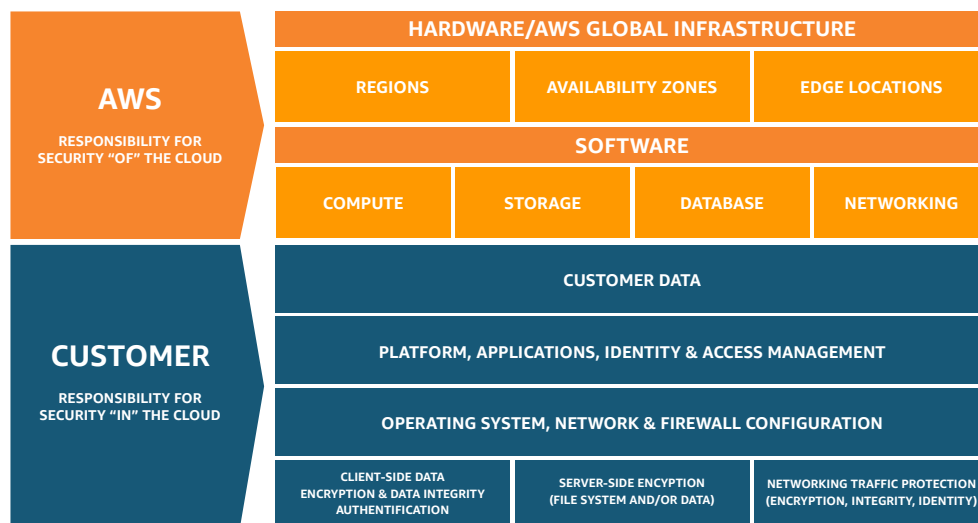 HARDWARE/AWS GLOBAL INFRASTRUCTURE
REGIONS
AVAILABILITY ZONES
EDGE LOCATIONS
AWS
RESPONSIBILITY FOR
SECURITY “OF” THE CLOUD
SOFTWARE
COMPUTE
STORAGE
DATABASE
NETWORKING
CUSTOMER DATA
CUSTOMER
RESPONSIBILITY FOR
SECURITY “IN” THE CLOUD
PLATFORM, APPLICATIONS, IDENTITY & ACCESS MANAGEMENT
OPERATING SYSTEM, NETWORK & FIREWALL CONFIGURATION
CLIENT-SIDE DATA
ENCRYPTION & DATA INTEGRITY
AUTHENTIFICATION
SERVER-SIDE ENCYPTION
(FILE SYSTEM AND/OR DATA)
NETWORKING TRAFFIC PROTECTION
(ENCRYPTION, INTEGRITY, IDENTITY)